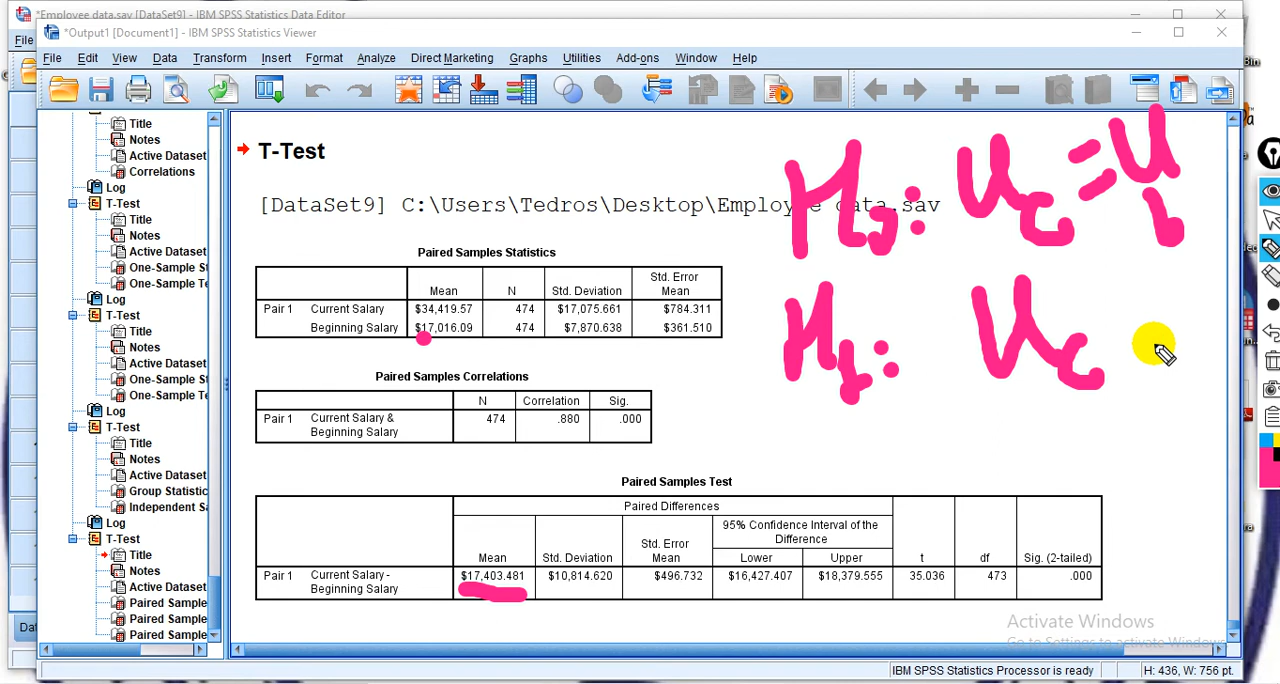 *Employee data.sav [DataSet9] - IBM SPSS Statistics Data Editor
*Output1 [Document1] - IBM SPSS Statistics Viewer
File
File Edit View Data Transform Insert Format Analyze Direct Marketing Graphs Utilities Add-ons Window Help
Title
Notes
Active Dataset
Correlations
Log
T-Test
Title
Notes
Active Dataset
One-Sample St
One-Sample Te
Log
T-Test
Title
Notes
Active Dataset
One-Sample St
One-Sample Te
Log
T-Test
Title
Notes
Active Dataset
Group Statistic
Independent Sa
Log
T-Test
Title
Notes
Active Dataset
Paired Sample
Paired Sample
Paired Sample
Dat
T-Test
[DataSet9] C:\Users\Tedros\Desktop\Employee data.sav
Paired Samples Statistics
Mean N Std. Deviation Std. Error Mean
Pair 1 Current Salary $34,419.57 474 $17,075.661 $784.311
Beginning Salary $17,016.09 474 $7,870.638 $361.510
Paired Samples Correlations
N Correlation Sig.
Pair 1 Current Salary & Beginning Salary 474 .880 .000
Paired Samples Test
Paired Differences
95% Confidence Interval of the Difference
Mean Std. Deviation Std. Error Mean Lower Upper t df Sig. (2-tailed)
Pair 1 Current Salary - Beginning Salary $17,403.481 $10,814.620 $496.732 $16,427.407 $18,379.555 35.036 473 .000
Activate Windows
Go to Settings to activate Windows
IBM SPSS Statistics Processor is ready H: 436, W: 756 pt.